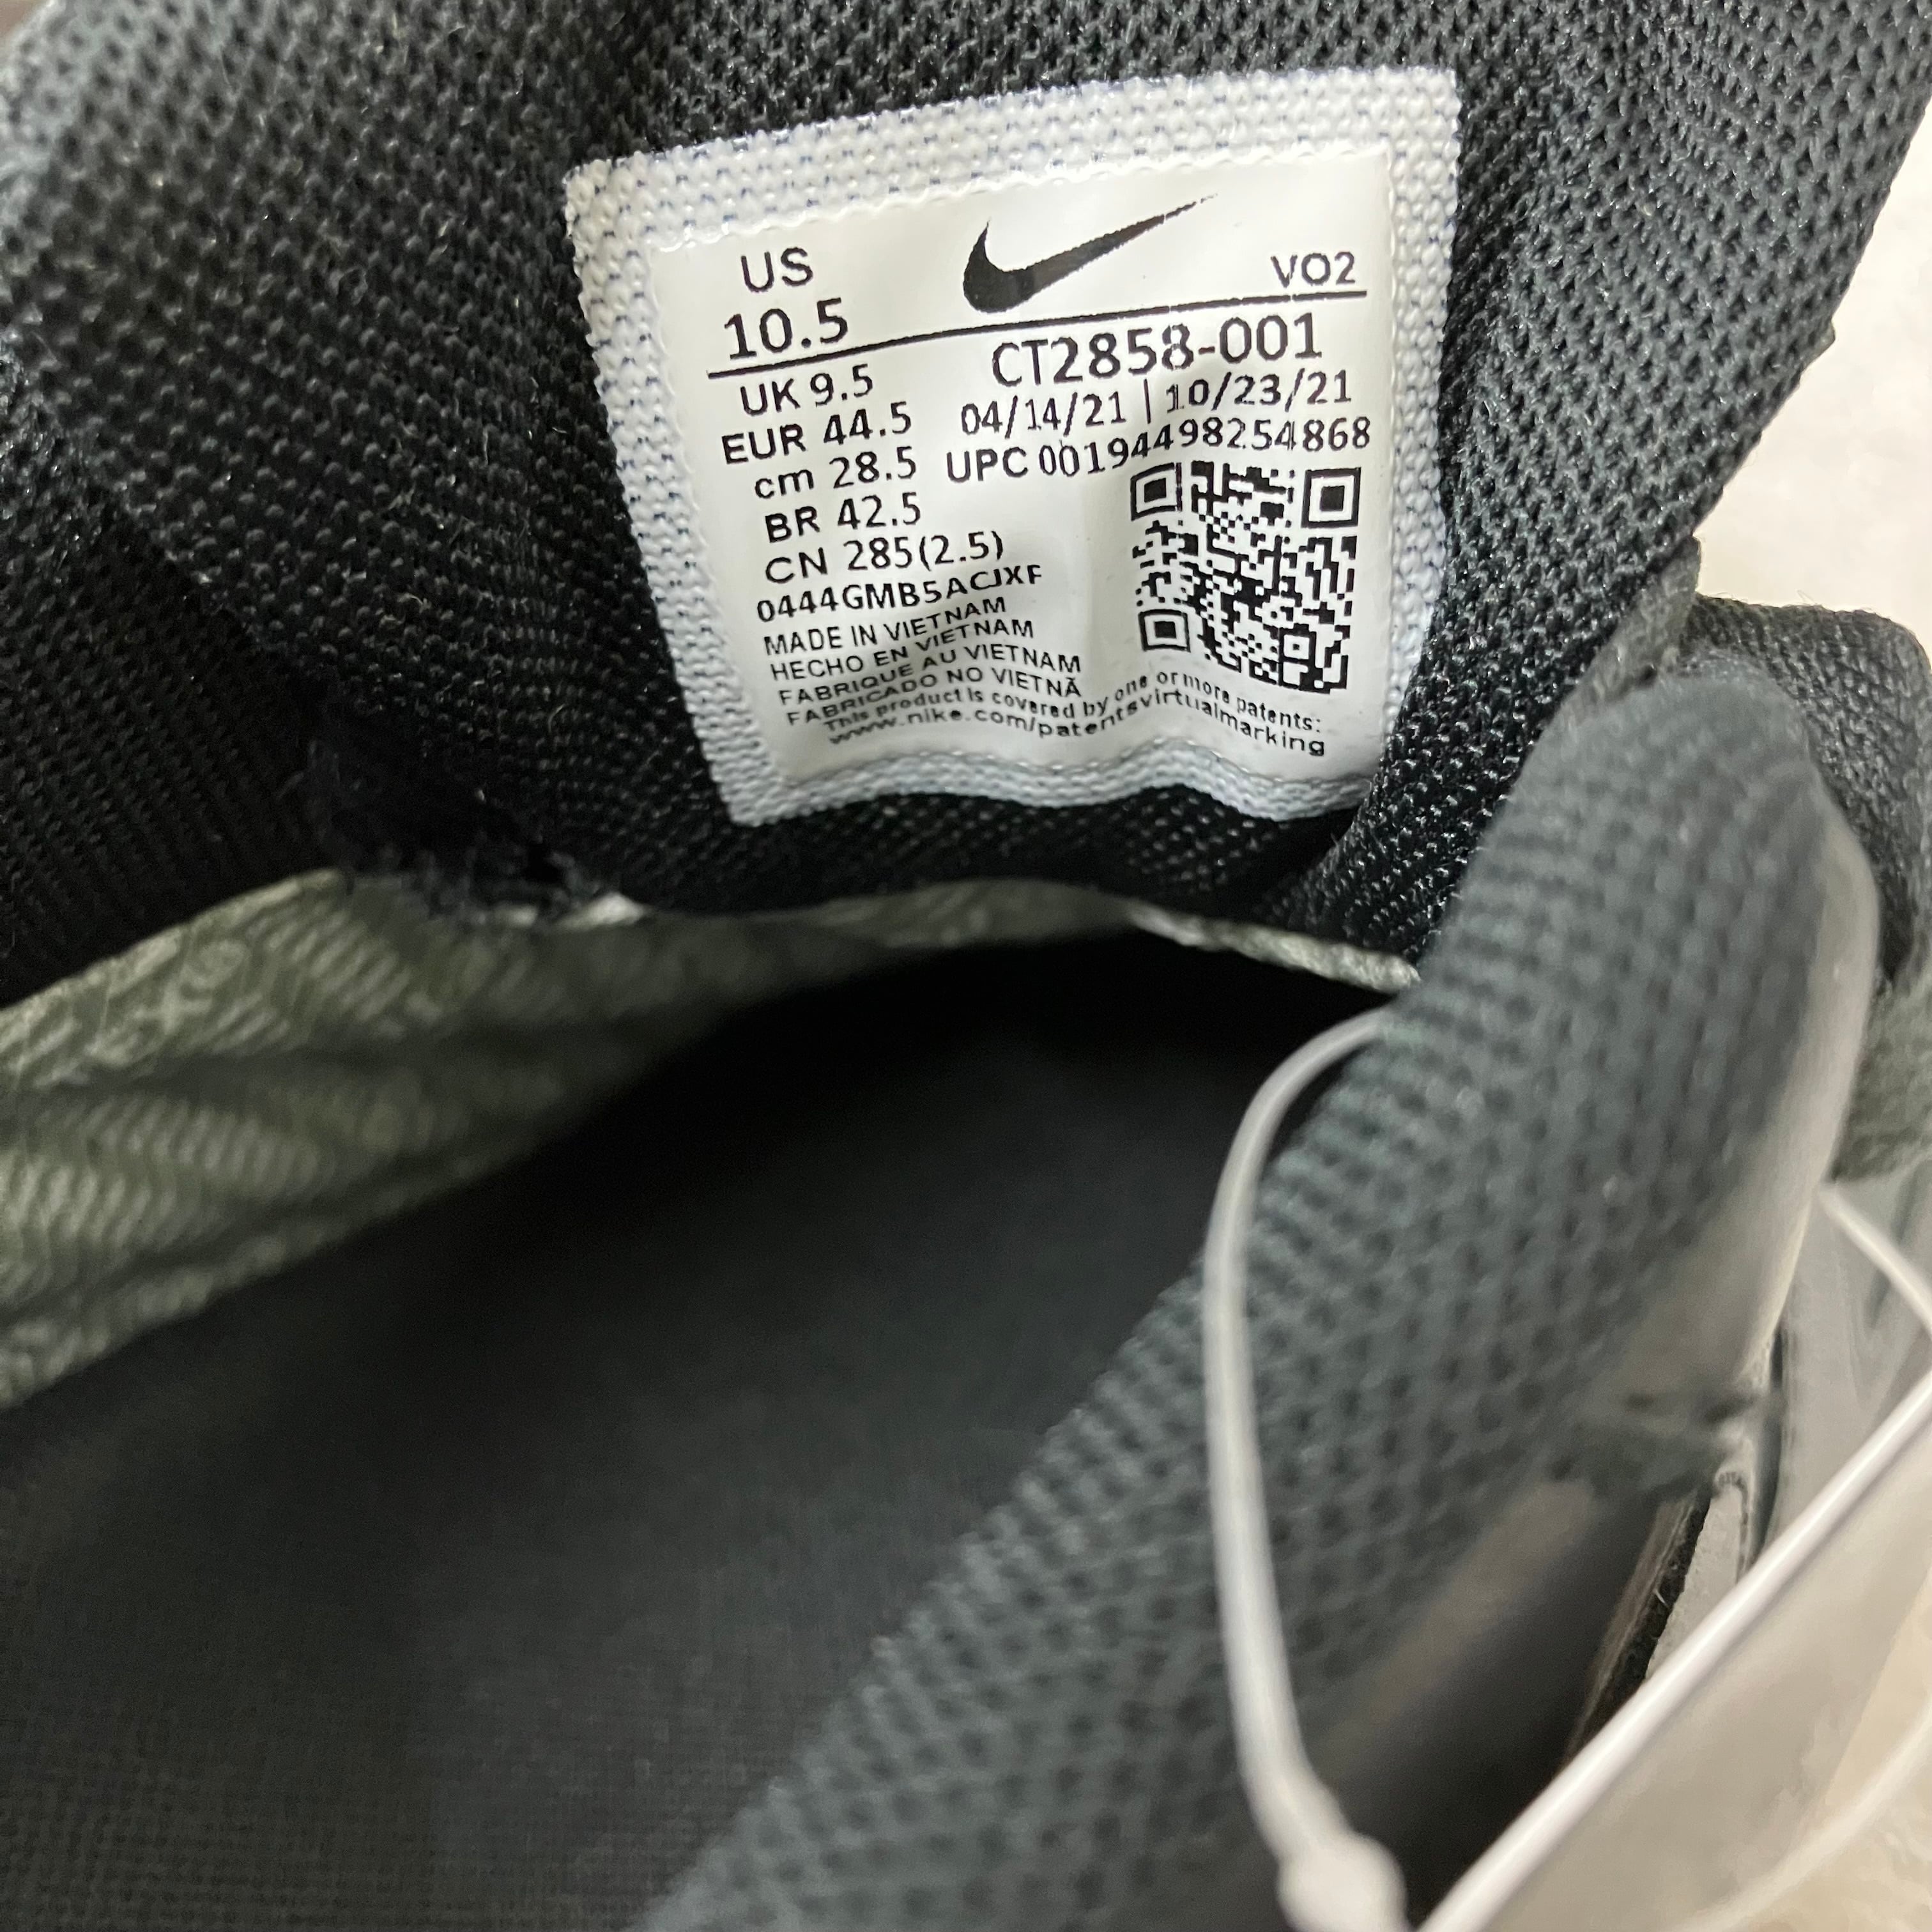 US
VO2
10.5
UK 9.5
CT2858-001
EUR 44.5
04/14/21 | 10/23/21
cm 28.5
UPC 00194498254868
BR 42.5
CN 285(2.5)
0444GMB5ACJXF
MADE IN VIETNAM
HECHO EN VIETNAM
FABRIQUE AU VIETNAM
FABRICADO NO VIETNÃ
This product is covered by one or more patents:
www.nike.com/patentsvirtualmarking